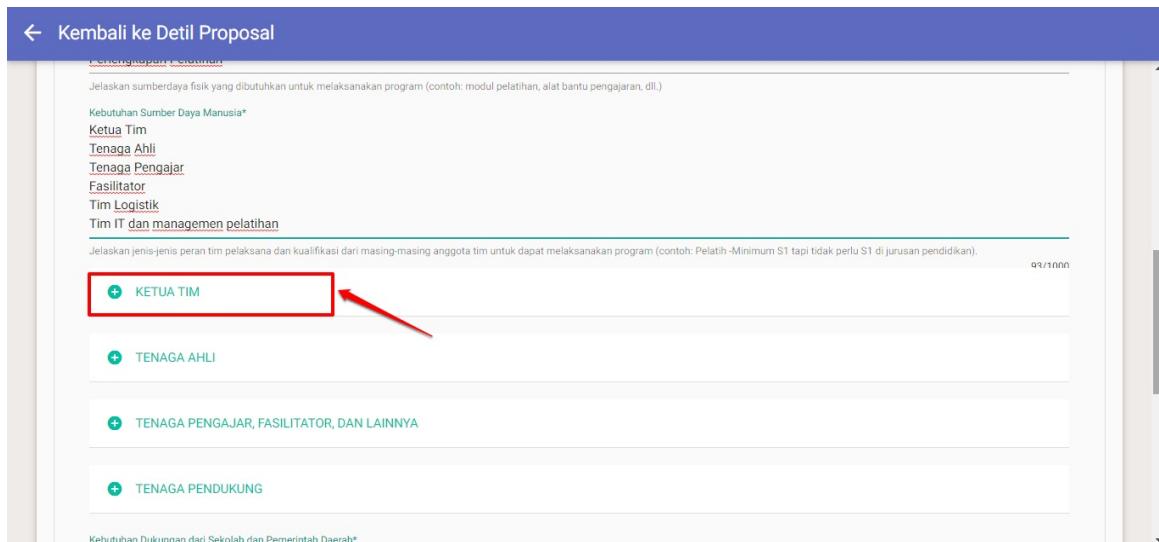 Kembali ke Detil Proposal
Perlengkapan Pelatihan
Jelaskan sumberdaya fisik yang dibutuhkan untuk melaksanakan program (contoh: modul pelatihan, alat bantu pengajaran, dll.)
Kebutuhan Sumber Daya Manusia*
Ketua Tim
Tenaga Ahli
Tenaga Pengajar
Fasilitator
Tim Logistik
Tim IT dan managemen pelatihan
Jelaskan jenis-jenis peran tim pelaksana dan kualifikasi dari masing-masing anggota tim untuk dapat melaksanakan program (contoh: Pelatih -Minimum S1 tapi tidak perlu S1 di jurusan pendidikan).
93/1000
KETUA TIM
TENAGA AHLI
TENAGA PENGAJAR, FASILITATOR, DAN LAINNYA
TENAGA PENDUKUNG
Kebutuhan Dukungan dari Sekolah dan Pemerintah Daerah*